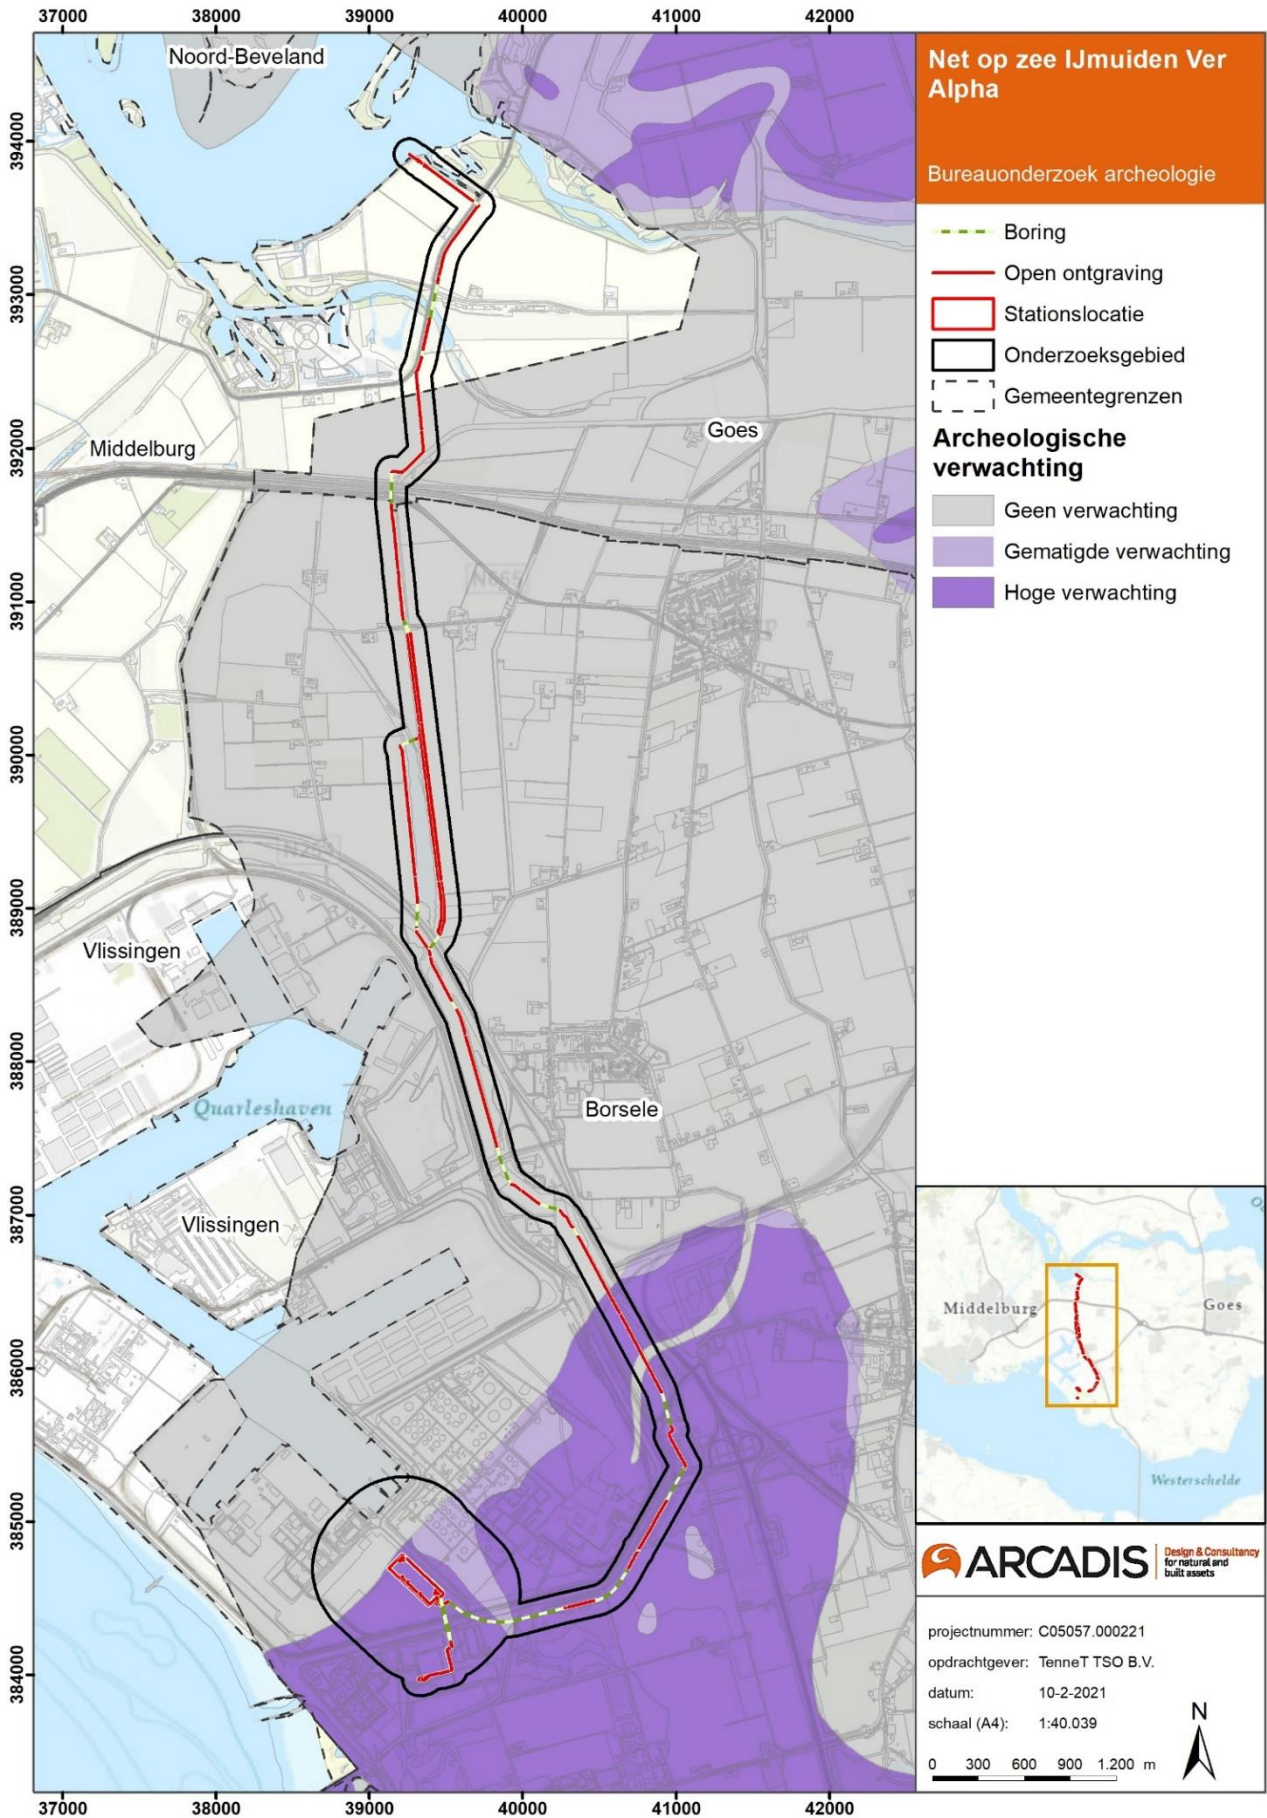 37000 38000 39000 40000 41000 42000
Noord-Beveland
394000
393000
392000
391000
390000
389000
388000
387000
386000
385000
384000
Middelburg
Goes
N665
Vlissingen
Quarleshaven
Borsele
Vlissingen
37000 38000 39000 40000 41000 42000
Net op zee IJmuiden Ver
Alpha
Bureauonderzoek archeologie
Boring
Open ontgraving
Stationslocatie
Onderzoeksgebied
Gemeentegrenzen
Archeologische
verwachting
Geen verwachting
Gematigde verwachting
Hoge verwachting
Middelburg
Goes
Westerschelde
ARCADIS
Design & Consultancy
for natural and
built assets
projectnummer: C05057.000221
opdrachtgever: TenneT TSO B.V.
datum: 10-2-2021
schaal (A4): 1:40.039
N
0 300 600 900 1.200 m